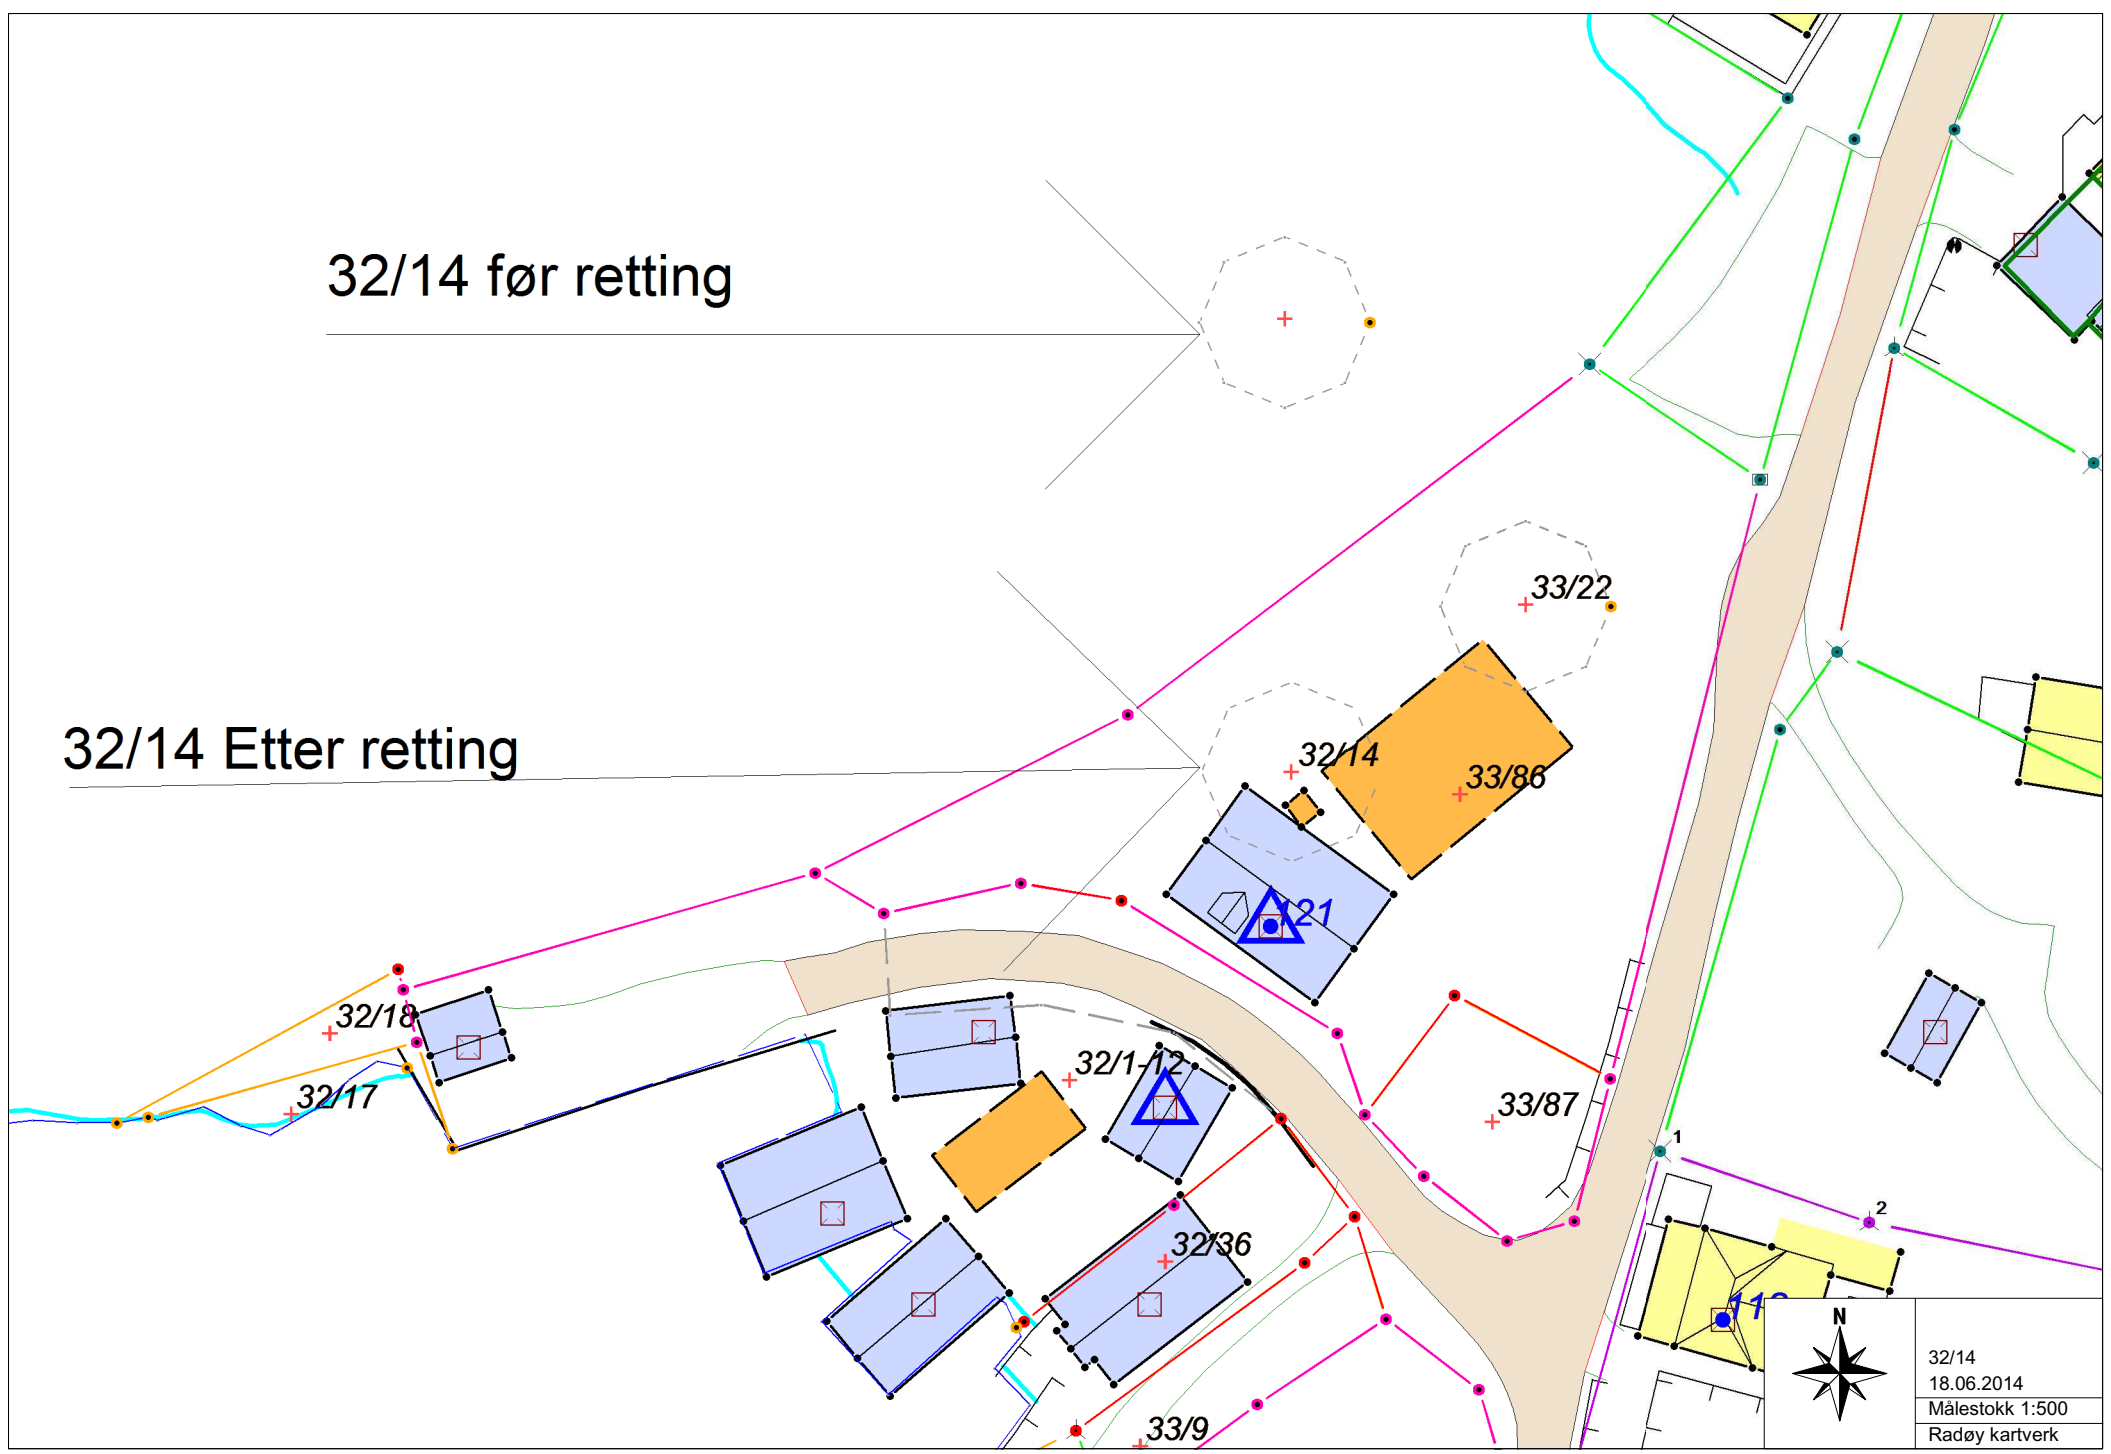 32/14 før retting
33/22
32/14 Etter retting
32/14
33/86
121
32/18
32/17
32/1-12
33/87
1
2
32/36
33/9
N
32/14
18.06.2014
Målestokk 1:500
Radøy kartverk